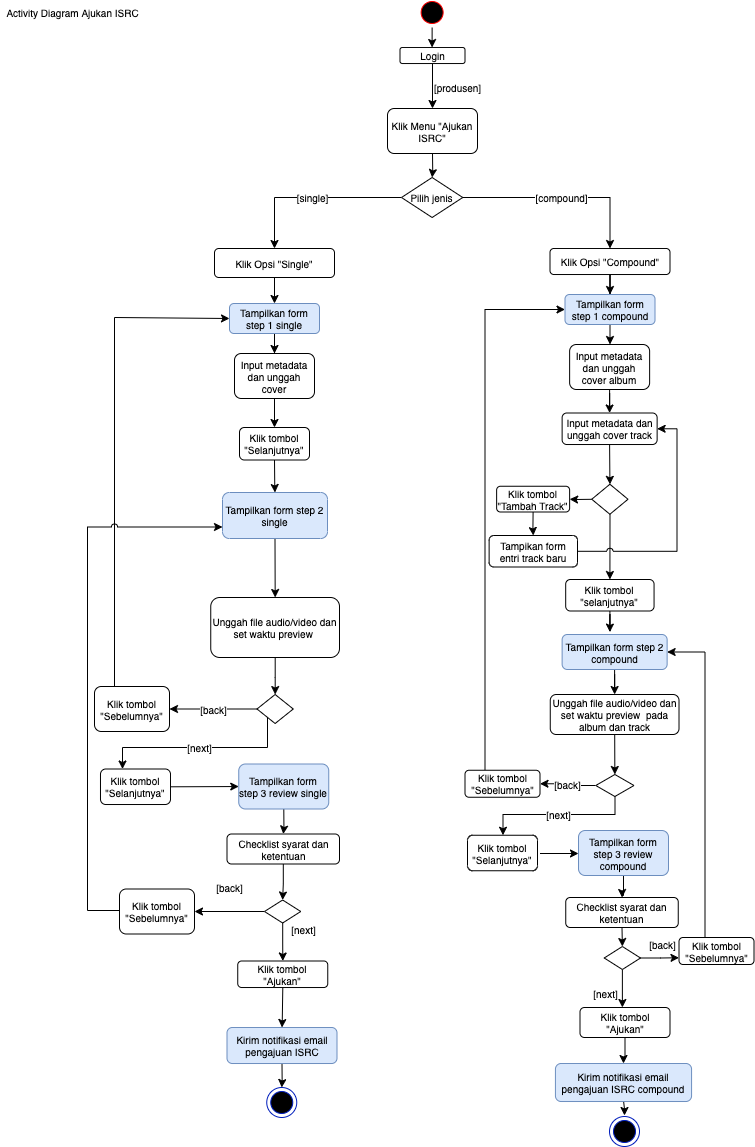 Activity Diagram Ajukan ISRC
Login
[produsen]
Klik Menu "Ajukan
ISRC"
Pilih jenis
[single]
[compound]
Klik Opsi "Single"
Tampilkan form
step 1 single
Input metadata
dan unggah
cover
Klik tombol
"Selanjutnya"
Tampilkan form step 2
single
Unggah file audio/video dan
set waktu preview
[back]
Klik tombol
"Sebelumnya"
[next]
Klik tombol
"Selanjutnya"
Tampilkan form
step 3 review single
Checklist syarat dan
ketentuan
[back]
Klik tombol
"Sebelumnya"
[next]
Klik tombol
"Ajukan"
Kirim notifikasi email
pengajuan ISRC
Klik Opsi "Compound"
Tampilkan form
step 1 compound
Input metadata
dan unggah
cover album
Input metadata dan
unggah cover track
Klik tombol
"Tambah Track"
Tampikan form
entri track baru
Klik tombol
"selanjutnya"
Tampilkan form step 2
compound
Unggah file audio/video dan
set waktu preview pada
album dan track
[back]
Klik tombol
"Sebelumnya"
[next]
Klik tombol
"Selanjutnya"
Tampilkan form
step 3 review
compound
Checklist syarat dan
ketentuan
[back]
Klik tombol
"Sebelumnya"
[next]
Klik tombol
"Ajukan"
Kirim notifikasi email
pengajuan ISRC compound